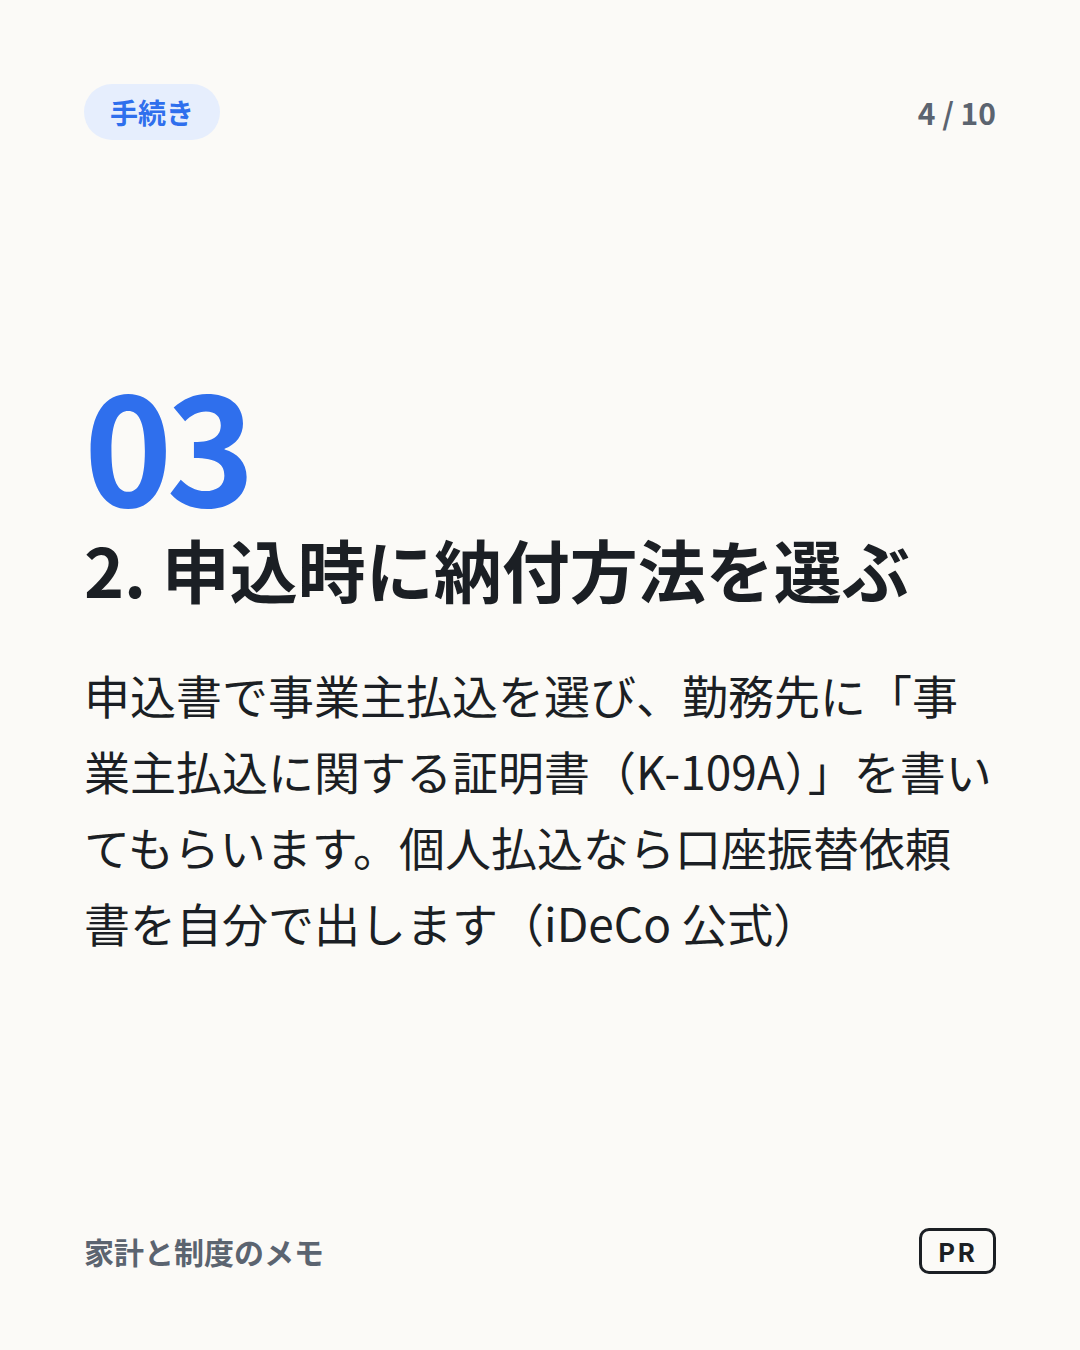 手続き
4 / 10
03
2. 申込時に納付方法を選ぶ
申込書で事業主払込を選び、勤務先に「事
業主払込に関する証明書（K-109A）」を書い
てもらいます。個人払込なら口座振替依頼
書を自分で出します（iDeCo 公式）
家計と制度のメモ
PR